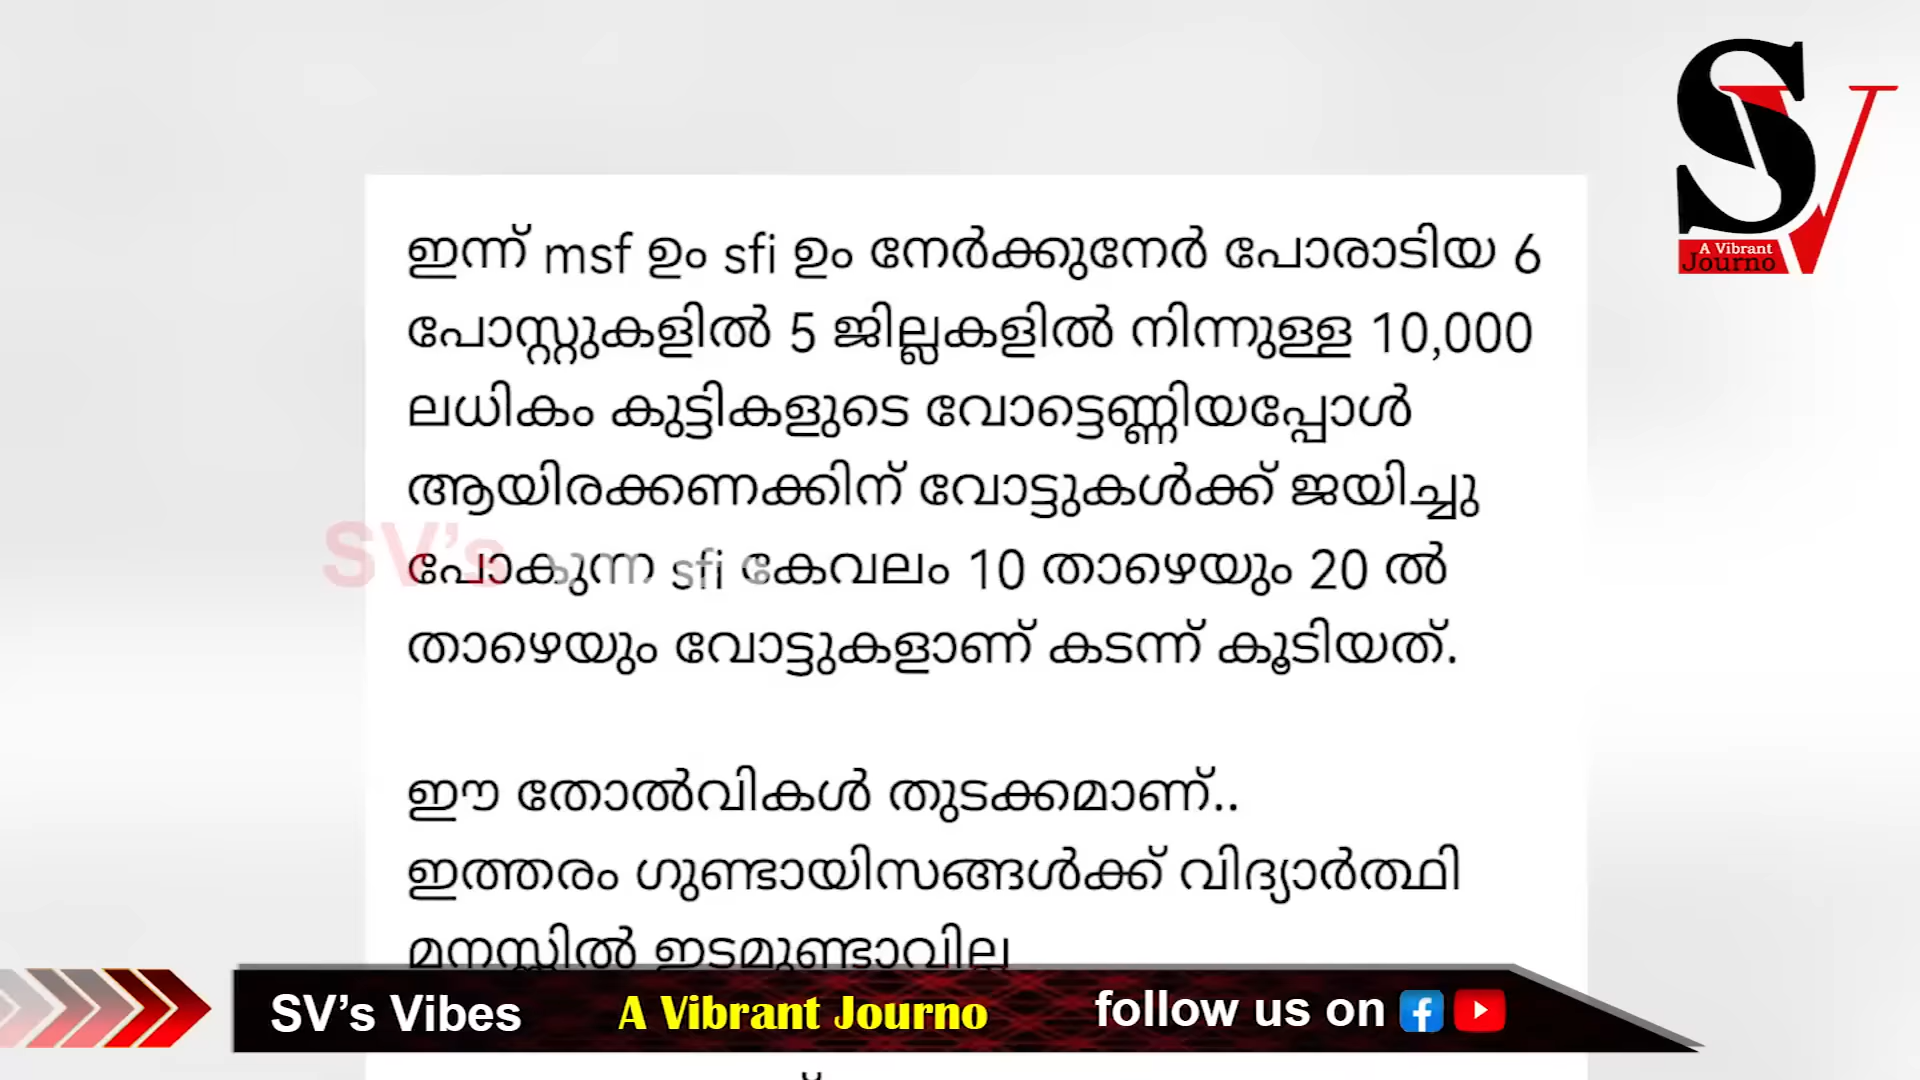 SV
A Vibrant
Journo
ഇന്ന് msf ഉം sfi ഉം നേർക്കുനേർ പോരാടിയ 6
പോസ്റ്റുകളിൽ 5 ജില്ലകളിൽ നിന്നുള്ള 10,000
ലധികം കുട്ടികളുടെ വോട്ടെണ്ണിയപ്പോൾ
ആയിരക്കണക്കിന് വോട്ടുകൾക്ക് ജയിച്ചു
പോകുന്ന sfi കേവലം 10 താഴെയും 20 ൽ
താഴെയും വോട്ടുകളാണ് കടന്ന് കൂടിയത്.
SV's
ഈ തോൽവികൾ തുടക്കമാണ്..
ഇത്തരം ഗുണ്ടായിസങ്ങൾക്ക് വിദ്യാർത്ഥി
മനസ്സിൽ ഇടമുണ്ടാവില്ല
SV's Vibes A Vibrant Journo follow us on